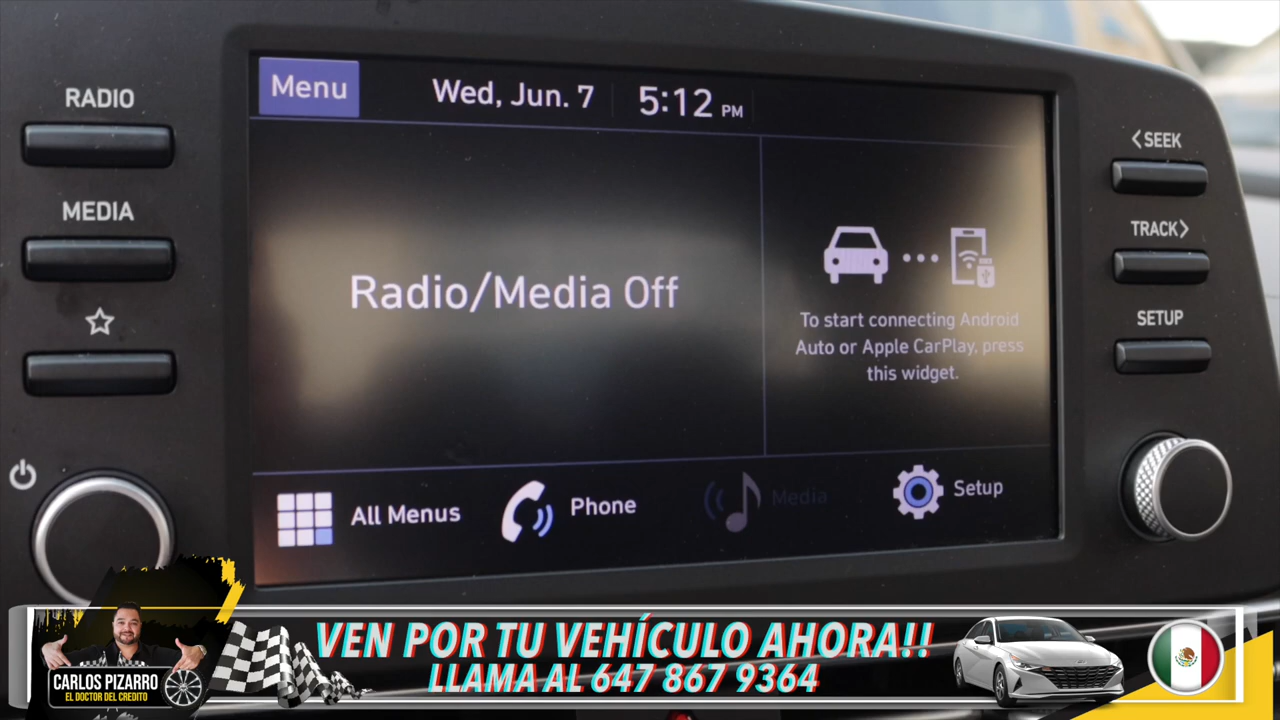 RADIO
MEDIA
Menu
Wed, Jun. 7
5:12 PM
Radio/Media Off
To start connecting Android
Auto or Apple CarPlay, press
this widget.
All Menus
Phone
Media
Setup
<SEEK
TRACK>
SETUP
CARLOS PIZARRO
EL DOCTOR DEL CREDITO
VEN POR TU VEHÍCULO AHORA!!
LLAMA AL 647 867 9364